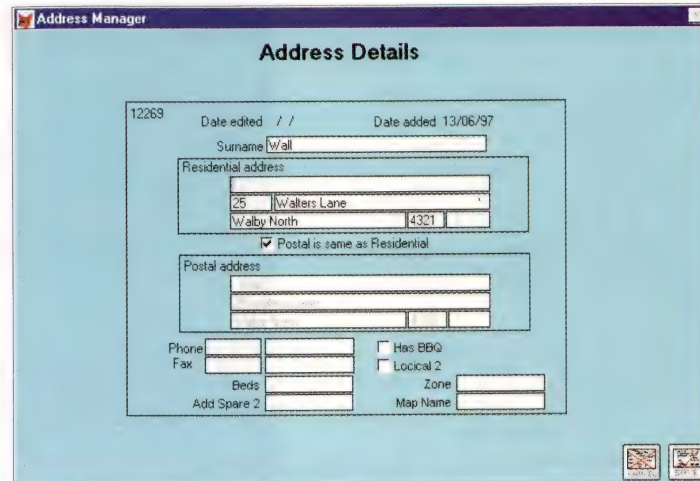 Address Manager
Address Details
12269
Date edited / / Date added 13/06/97
Surname Wall
Residential address
25 Walters Lane
Walby North 4321
Postal is same as Residential
Postal address
Phone Has BBQ
Fax Locical 2
Beds Zone
Add Spare 2 Map Name